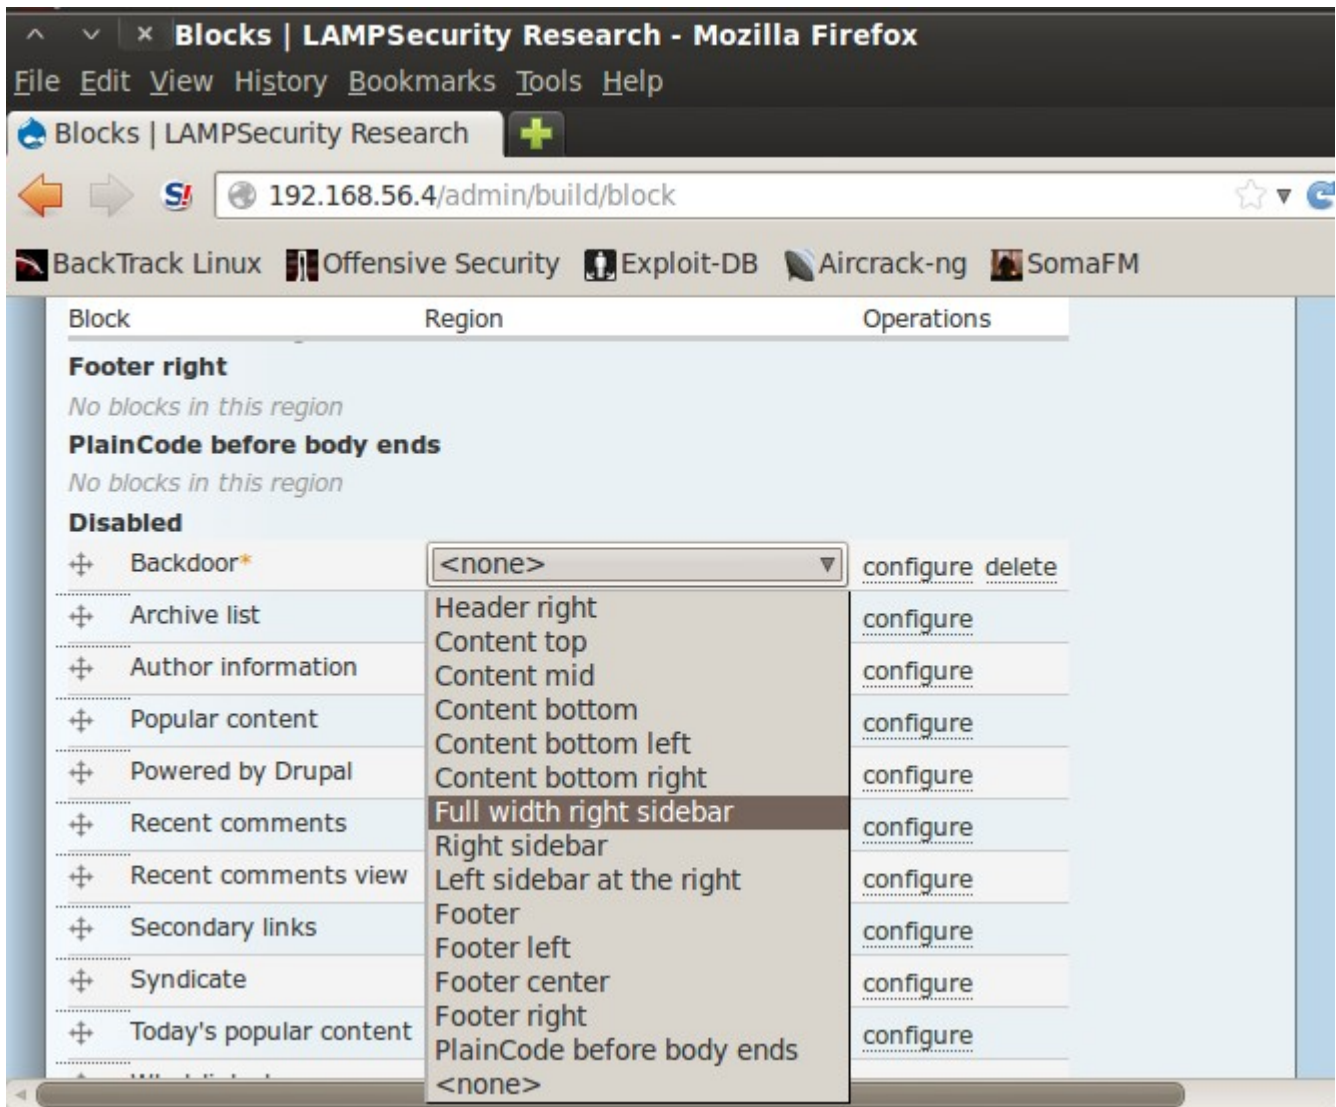 Blocks | LAMPSecurity Research - Mozilla Firefox
File Edit View History Bookmarks Tools Help
Blocks | LAMPSecurity Research
S! 192.168.56.4/admin/build/block
BackTrack Linux Offensive Security Exploit-DB Aircrack-ng SomaFM
Block Region Operations
Footer right
No blocks in this region
PlainCode before body ends
No blocks in this region
Disabled
Backdoor* <none> configure delete
Archive list configure
Author information configure
Popular content configure
Powered by Drupal configure
Recent comments configure
Recent comments view configure
Secondary links configure
Syndicate configure
Today's popular content configure
Header right
Content top
Content mid
Content bottom
Content bottom left
Content bottom right
Full width right sidebar
Right sidebar
Left sidebar at the right
Footer
Footer left
Footer center
Footer right
PlainCode before body ends
<none>